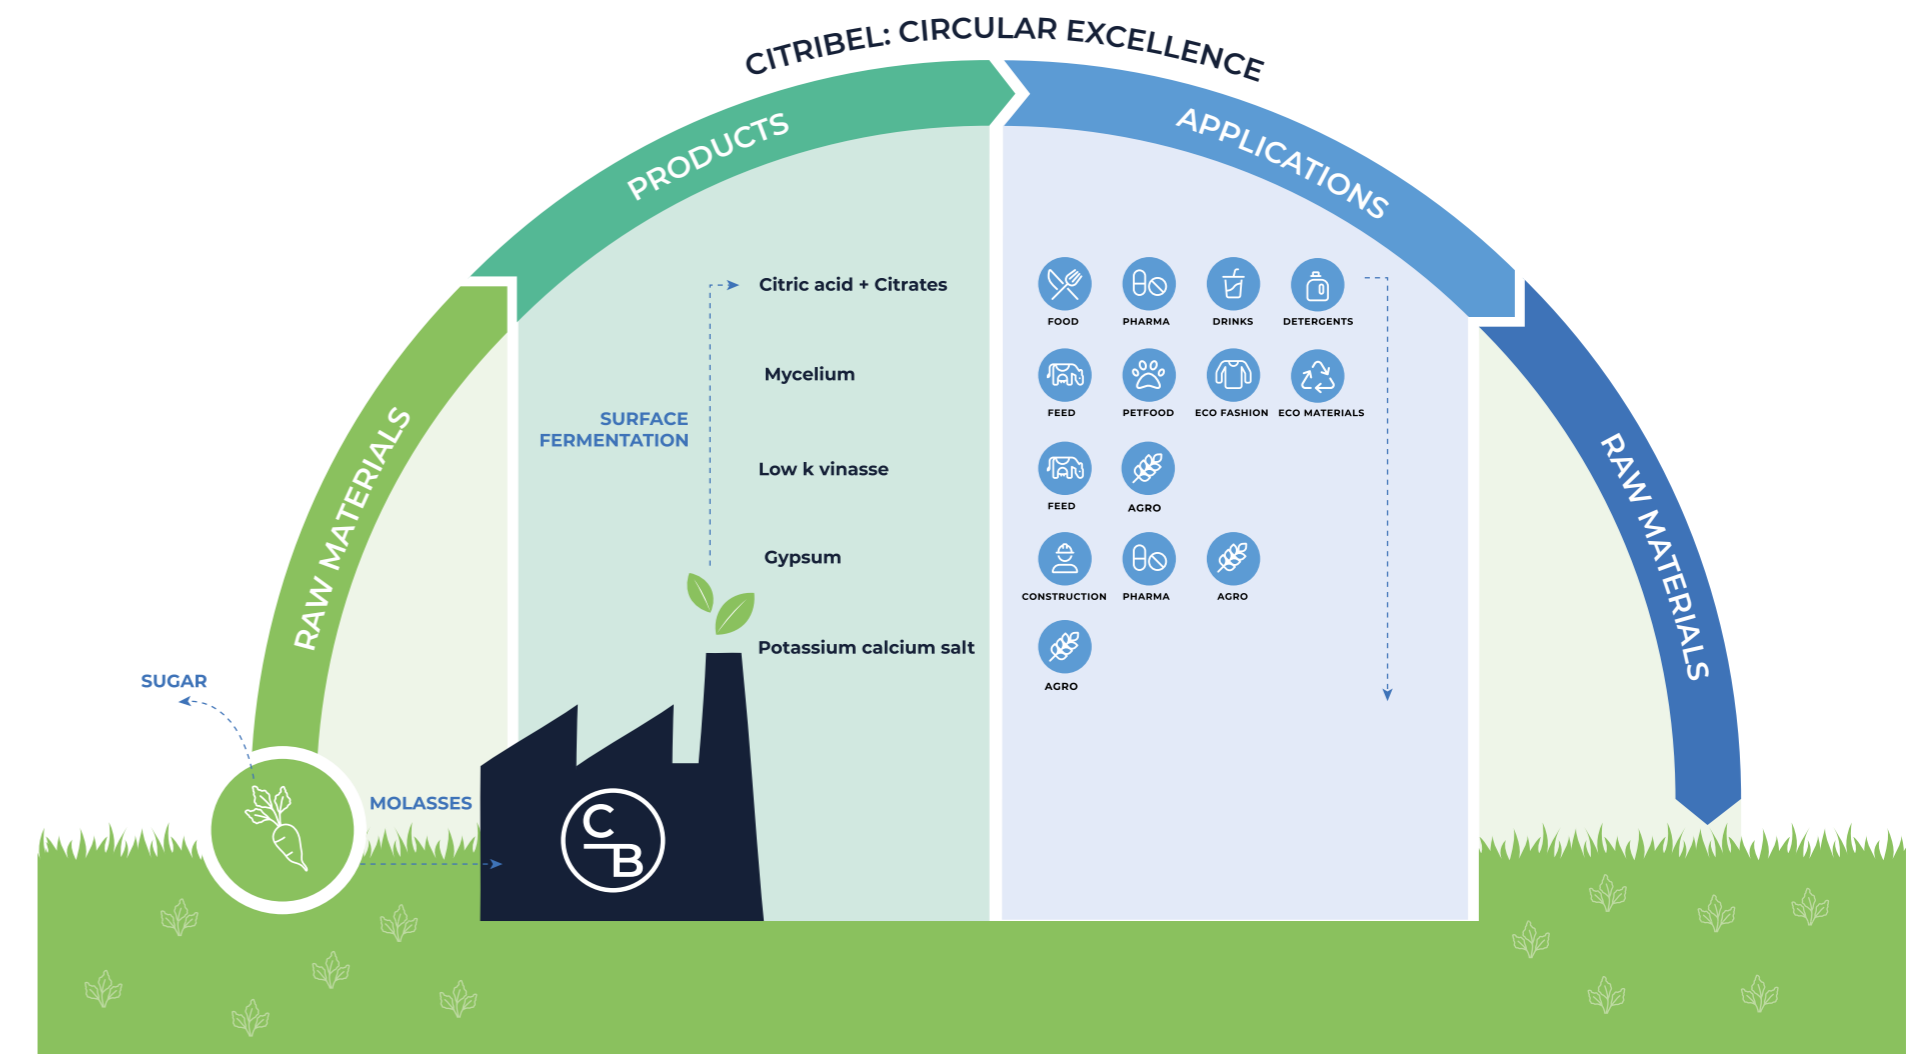 CITRIBEL: CIRCULAR EXCELLENCE
PRODUCTS
APPLICATIONS
RAW MATERIALS
RAW MATERIALS
Citric acid + Citrates
FOOD
PHARMA
DRINKS
DETERGENTS
Mycelium
FEED
PETFOOD
ECO FASHION
ECO MATERIALS
SURFACE
FERMENTATION
Low k vinasse
FEED
AGRO
Gypsum
CONSTRUCTION
PHARMA
AGRO
Potassium calcium salt
AGRO
SUGAR
MOLASSES
C
B